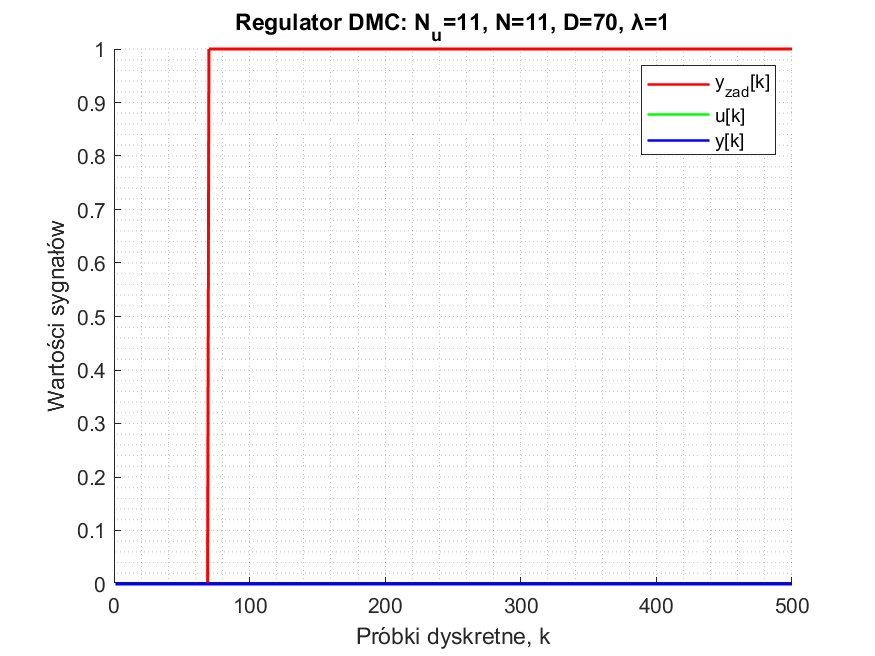 Regulator DMC: N_u=11, N=11, D=70, λ=1
1
0.9
0.8
0.7
0.6
0.5
0.4
0.3
0.2
0.1
0
Wartości sygnałów
y_zad[k]
u[k]
y[k]
0
100
200
300
400
500
Próbki dyskretne, k